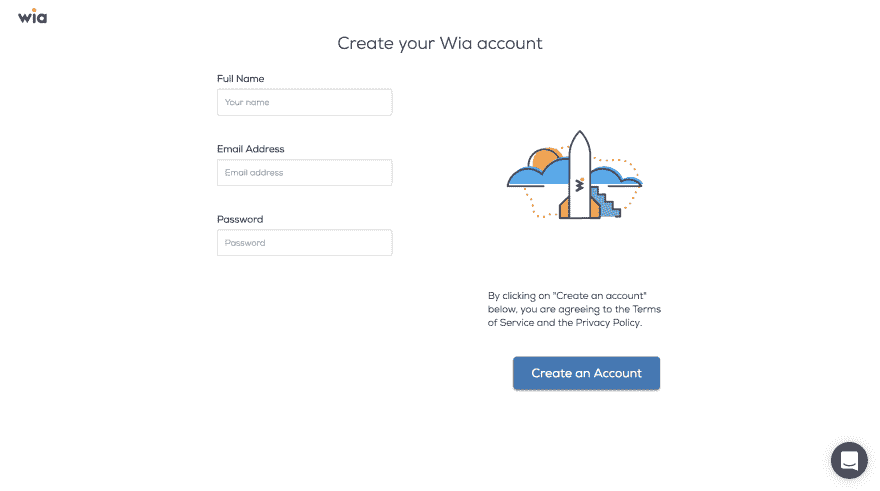 wia
Create your Wia account
Full Name
Your name
Email Address
Email address
Password
Password
By clicking on "Create an account"
below, you are agreeing to the Terms
of Service and the Privacy Policy.
Create an Account